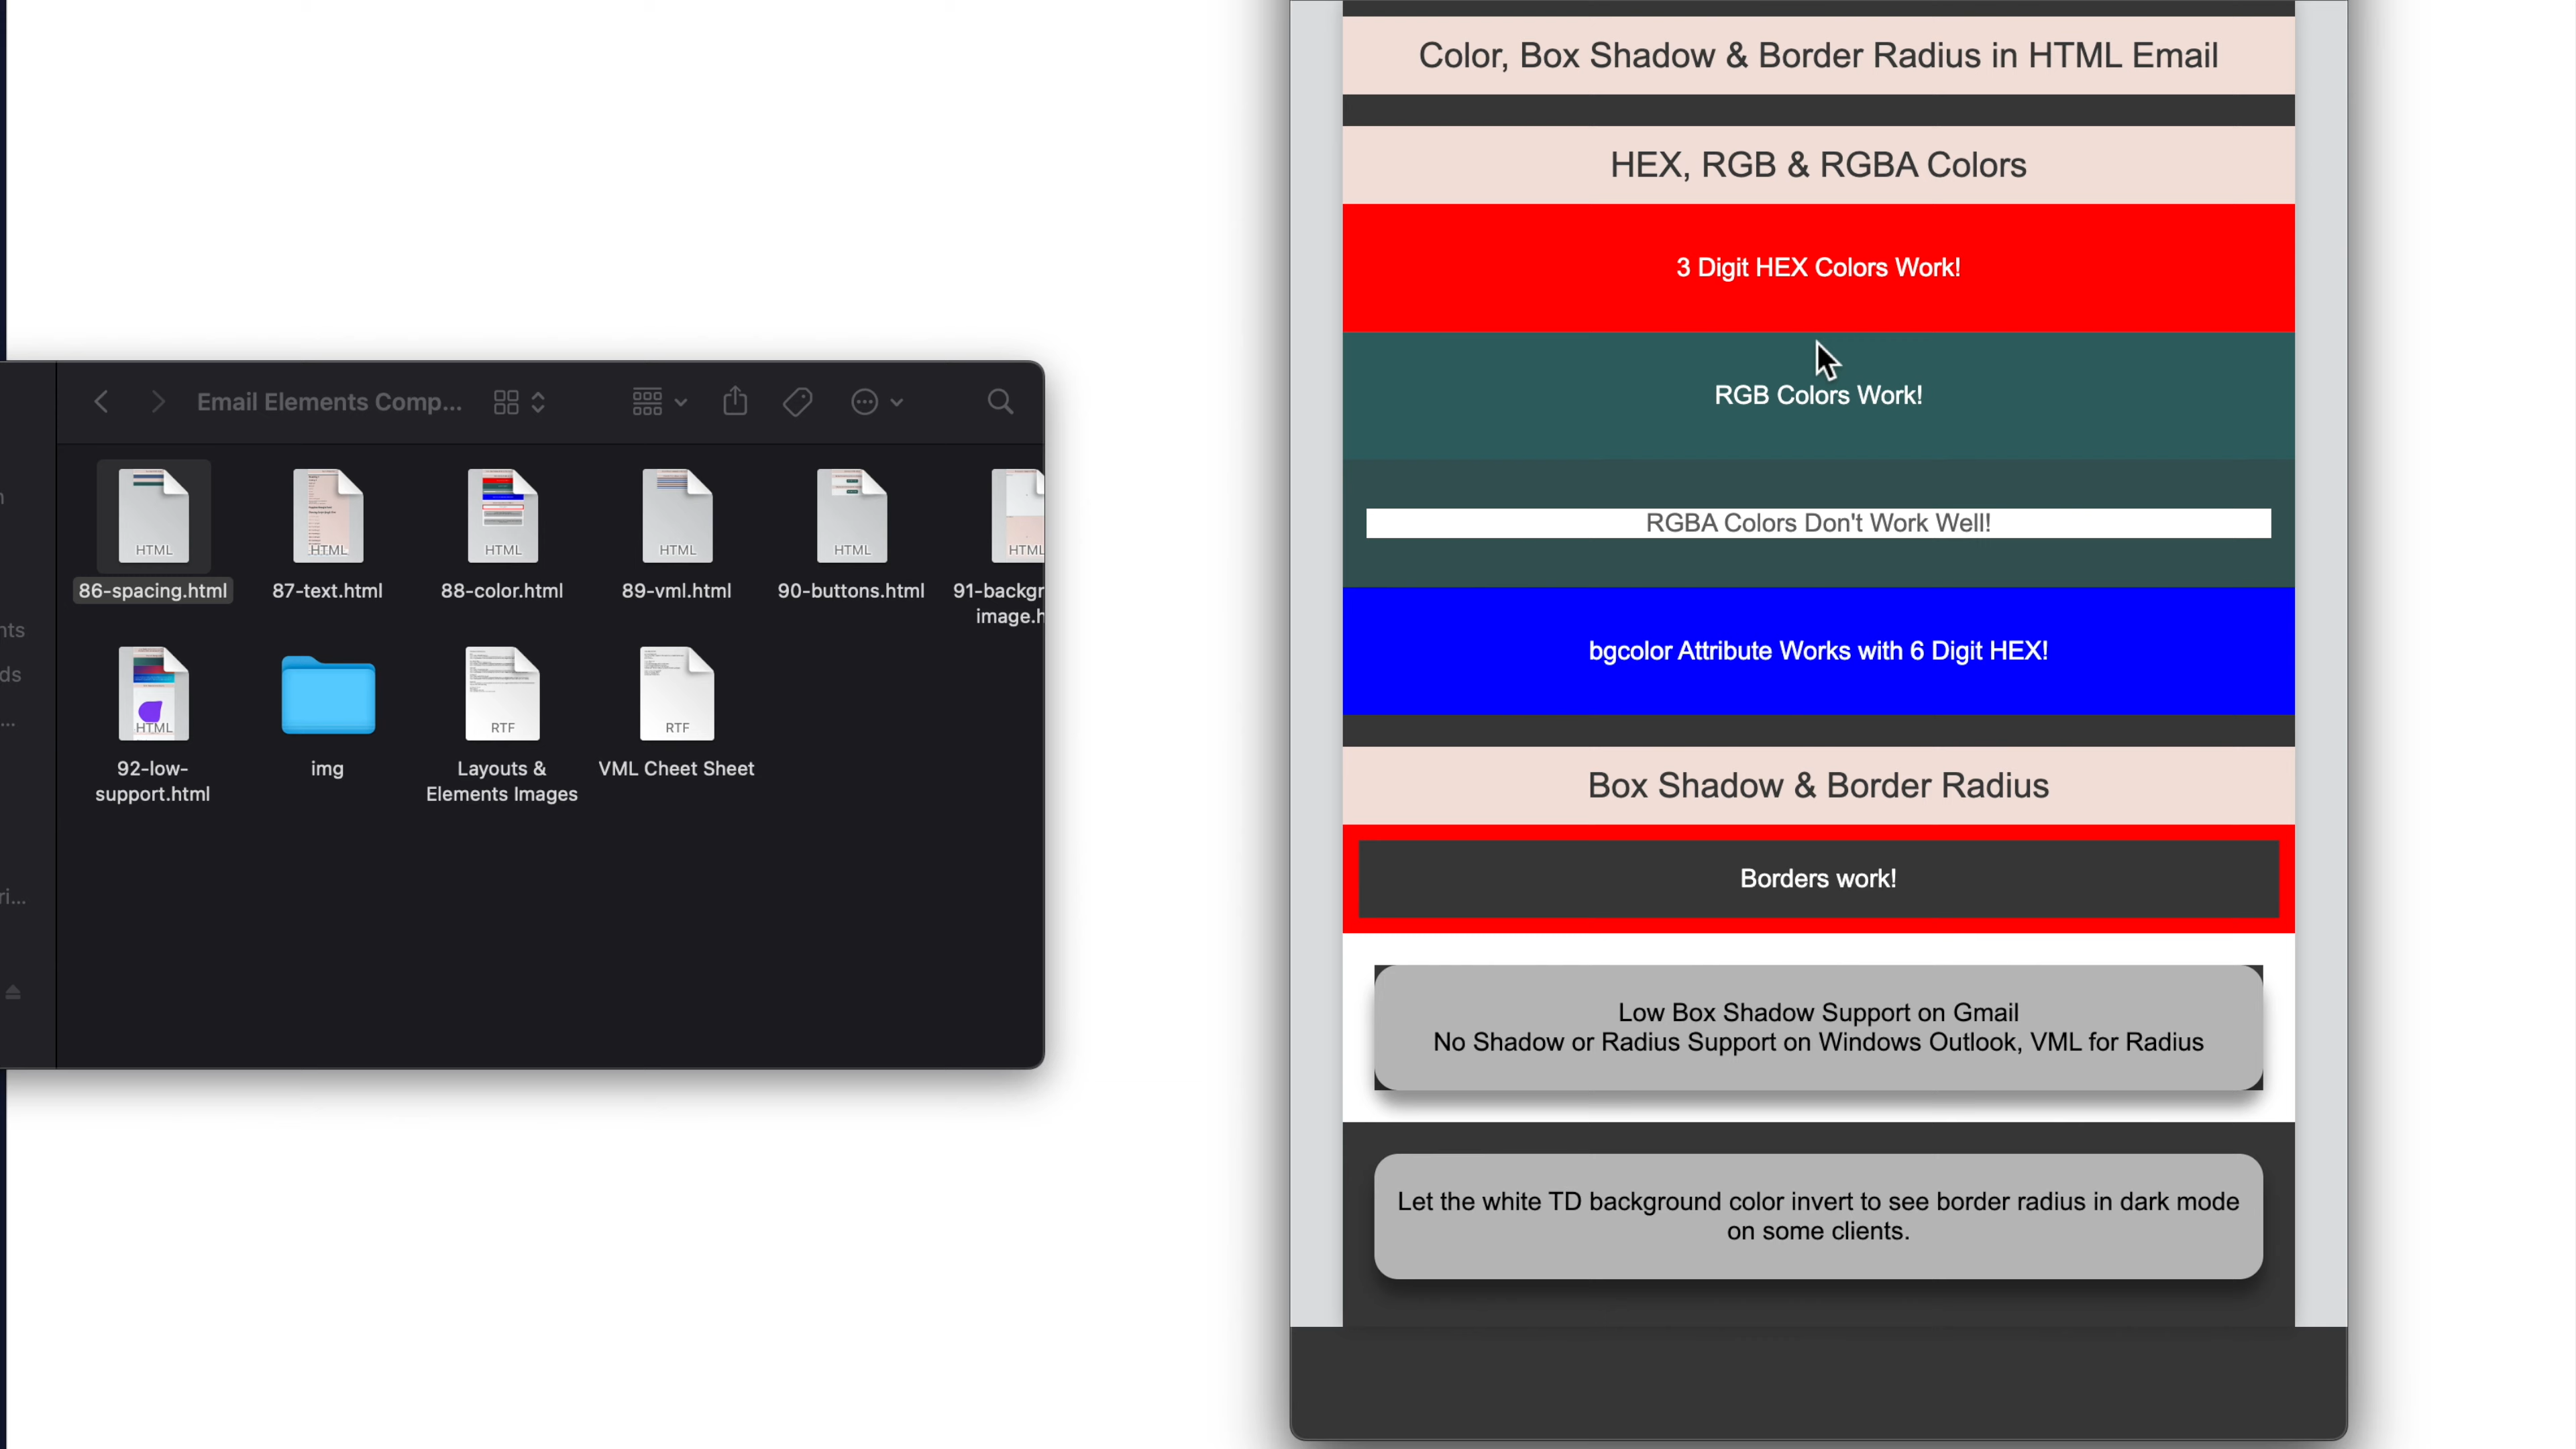 Email Elements Comp...
HTML
HTML
HTML
HTML
HTML
HTML
86-spacing.html
87-text.html
88-color.html
89-vml.html
90-buttons.html
91-backgr
image.h
nts
ds
...
HTML
RTF
RTF
92-low-
support.html
img
Layouts &
Elements Images
VML Cheet Sheet
ri...
Color, Box Shadow & Border Radius in HTML Email
HEX, RGB & RGBA Colors
3 Digit HEX Colors Work!
RGB Colors Work!
RGBA Colors Don't Work Well!
bgcolor Attribute Works with 6 Digit HEX!
Box Shadow & Border Radius
Borders work!
Low Box Shadow Support on Gmail
No Shadow or Radius Support on Windows Outlook, VML for Radius
Let the white TD background color invert to see border radius in dark mode
on some clients.